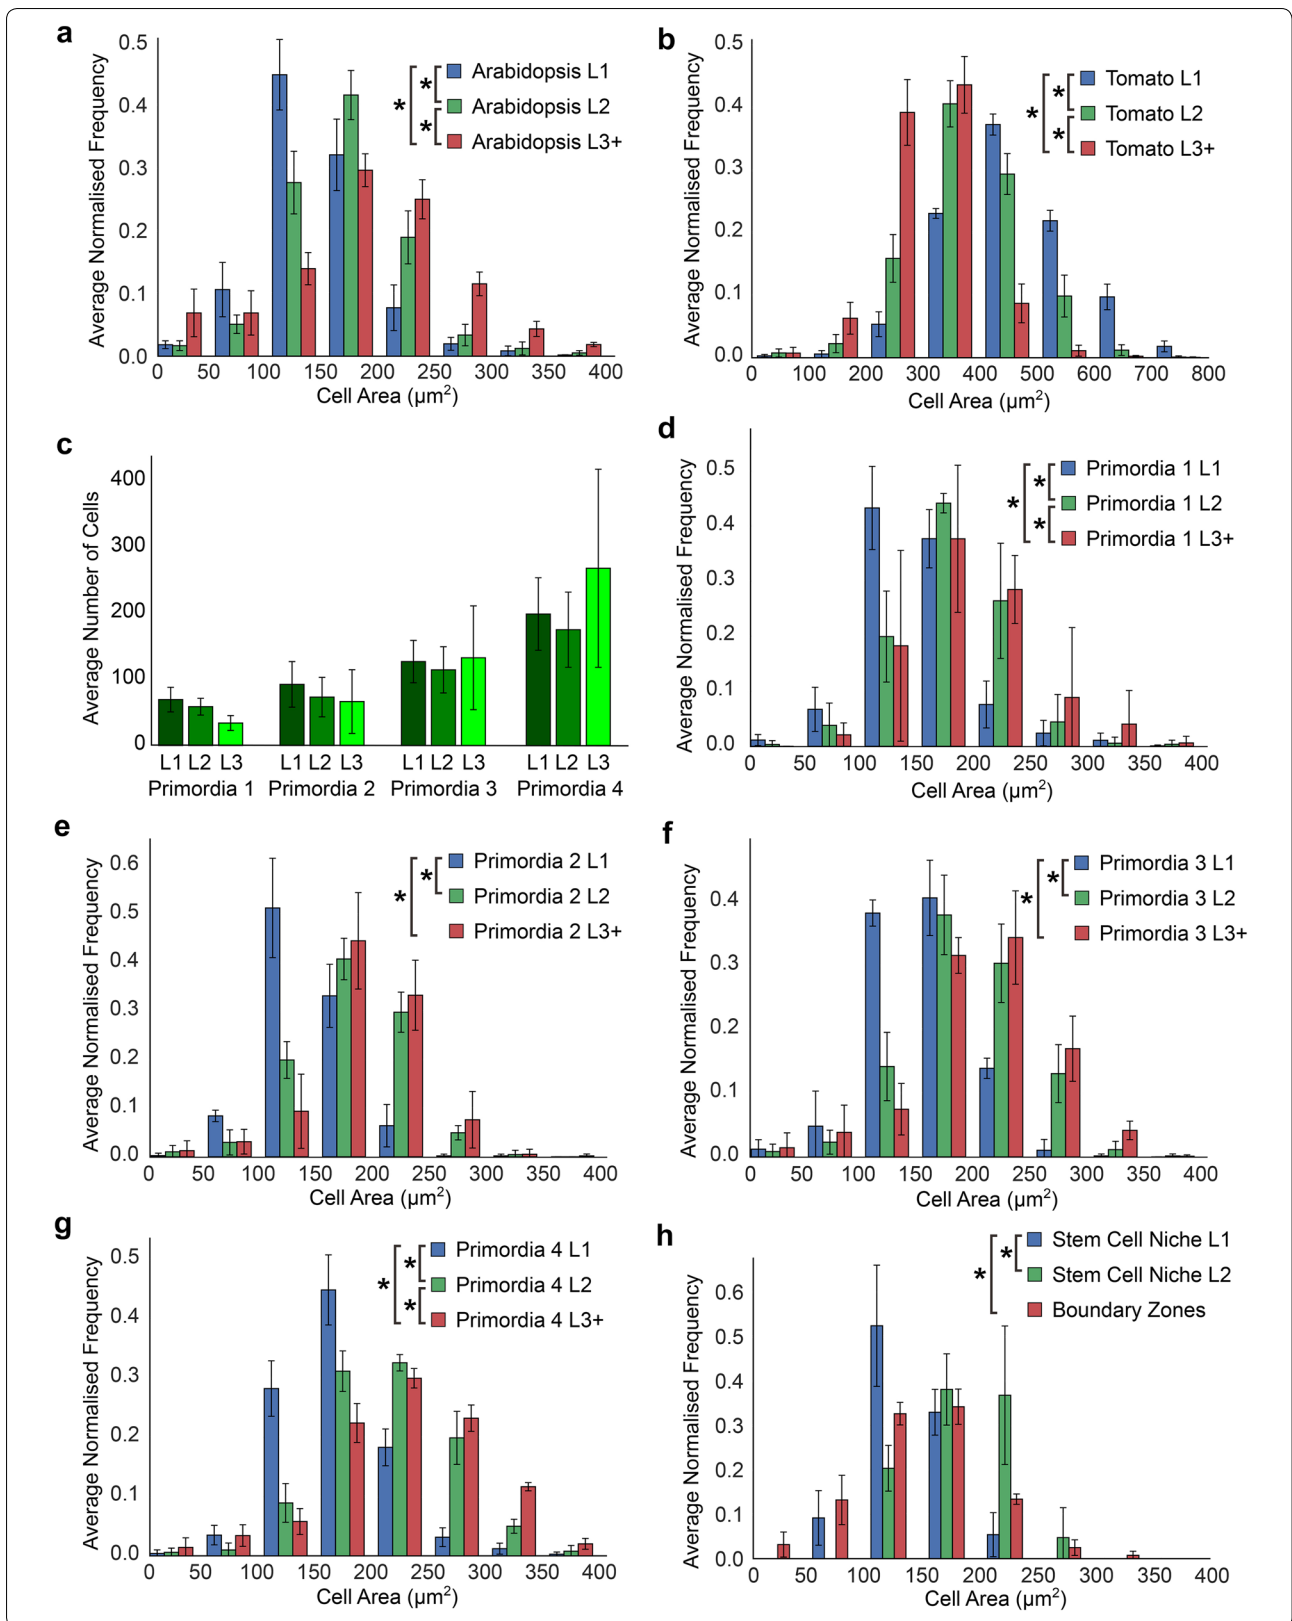 a
Average Normalised Frequency
0.5
0.4
0.3
0.2
0.1
0.0
* Arabidopsis L1
* Arabidopsis L2
* Arabidopsis L3+
0 50 100 150 200 250 300 350 400
Cell Area (µm²)
b
Average Normalised Frequency
0.5
0.4
0.3
0.2
0.1
0.0
* Tomato L1
* Tomato L2
* Tomato L3+
0 100 200 300 400 500 600 700 800
Cell Area (µm²)
c
Average Number of Cells
400
300
200
100
0
L1 L2 L3 L1 L2 L3 L1 L2 L3 L1 L2 L3
Primordia 1 Primordia 2 Primordia 3 Primordia 4
d
Average Normalised Frequency
0.5
0.4
0.3
0.2
0.1
0.0
* Primordia 1 L1
* Primordia 1 L2
* Primordia 1 L3+
0 50 100 150 200 250 300 350 400
Cell Area (µm²)
e
Average Normalised Frequency
0.6
0.5
0.4
0.3
0.2
0.1
0.0
* Primordia 2 L1
* Primordia 2 L2
Primordia 2 L3+
0 50 100 150 200 250 300 350 400
Cell Area (µm²)
f
Average Normalised Frequency
0.4
0.3
0.2
0.1
0.0
* Primordia 3 L1
* Primordia 3 L2
Primordia 3 L3+
0 50 100 150 200 250 300 350 400
Cell Area (µm²)
g
Average Normalised Frequency
0.5
0.4
0.3
0.2
0.1
0.0
* Primordia 4 L1
* Primordia 4 L2
* Primordia 4 L3+
0 50 100 150 200 250 300 350 400
Cell Area (µm²)
h
Average Normalised Frequency
0.6
0.5
0.4
0.3
0.2
0.1
0.0
* Stem Cell Niche L1
* Stem Cell Niche L2
Boundary Zones
0 50 100 150 200 250 300 350 400
Cell Area (µm²)